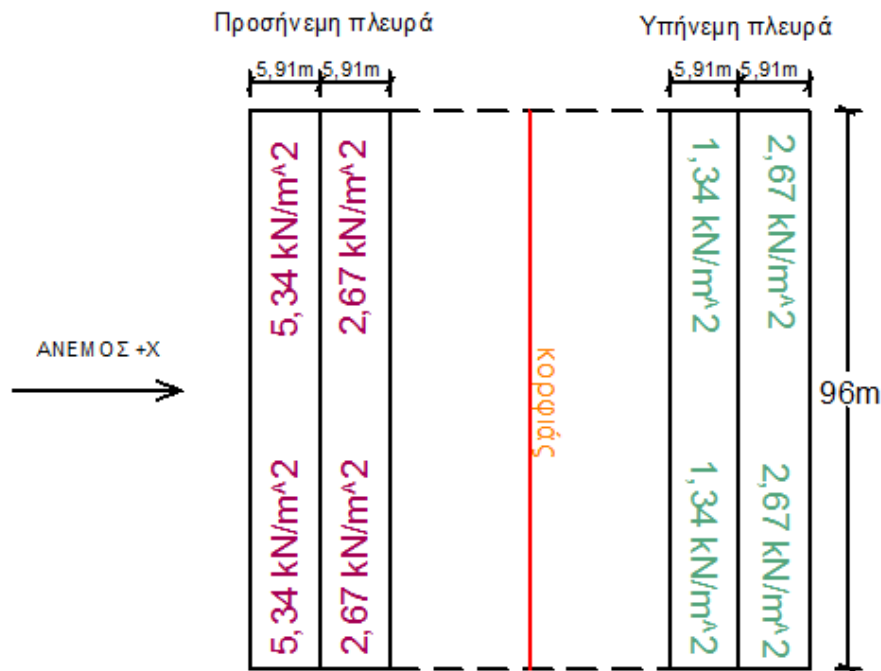 Προσήνεμη πλευρά
Υπήνεμη πλευρά
5,91m 5,91m
5,91m 5,91m
5,34 kN/m^2
2,67 kN/m^2
1,34 kN/m^2
2,67 kN/m^2
ΑΝΕΜΟΣ +X
κορφιάς
96m
5,34 kN/m^2
2,67 kN/m^2
1,34 kN/m^2
2,67 kN/m^2